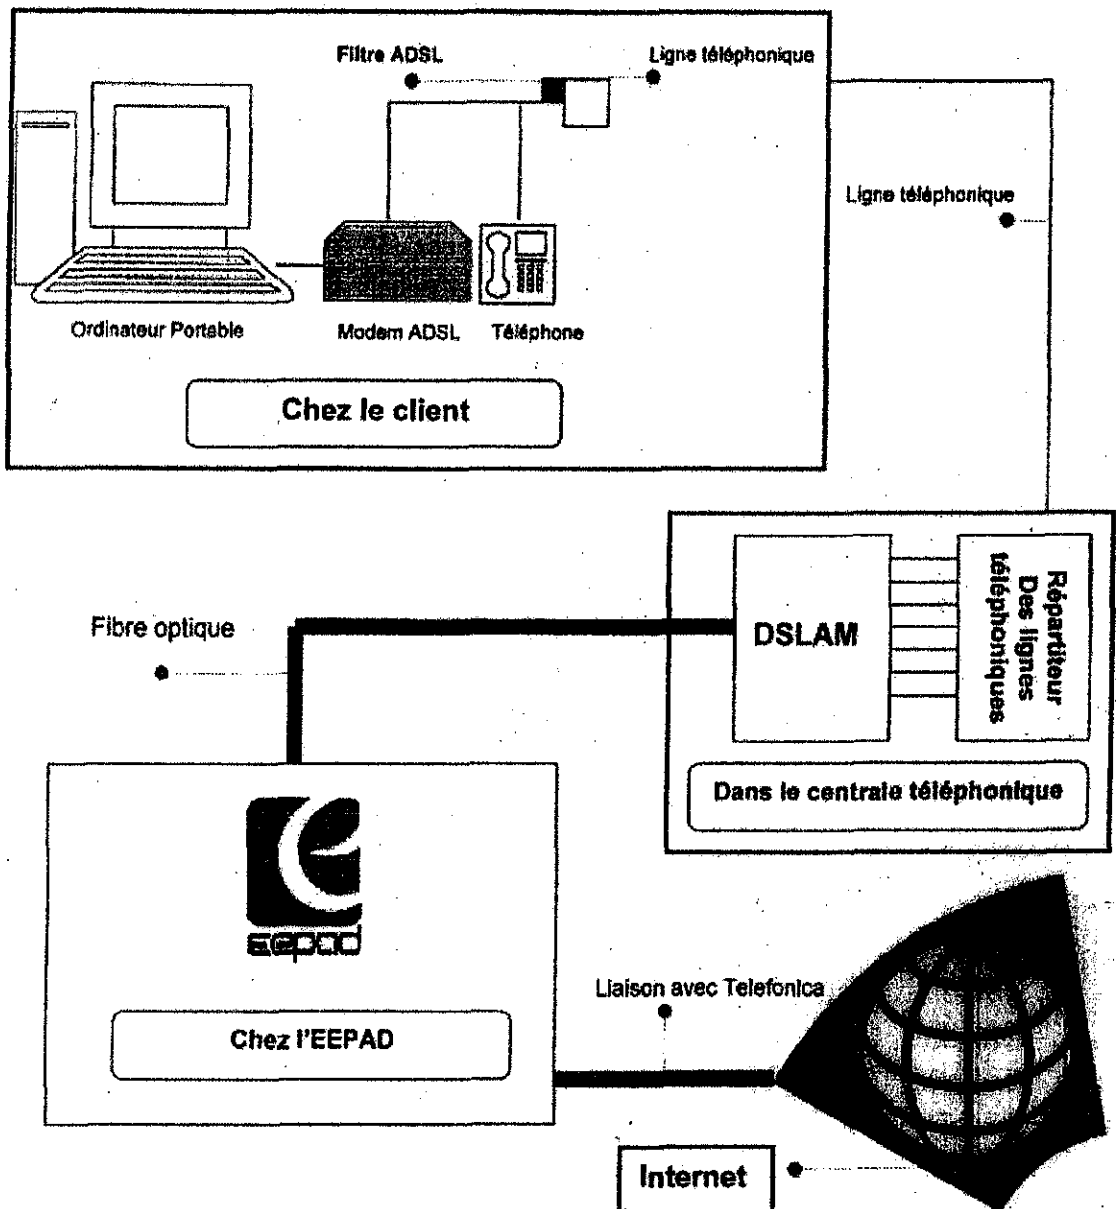 Filtre ADSL
Ligne téléphonique
Ligne téléphonique
Ordinateur Portable
Modem ADSL
Téléphone
Chez le client
Fibre optique
DSLAM
Répartiteur
Des lignes
téléphoniques
Dans le centrale téléphonique
eepad
Chez l'EEPAD
Liaison avec Telefonica
Internet